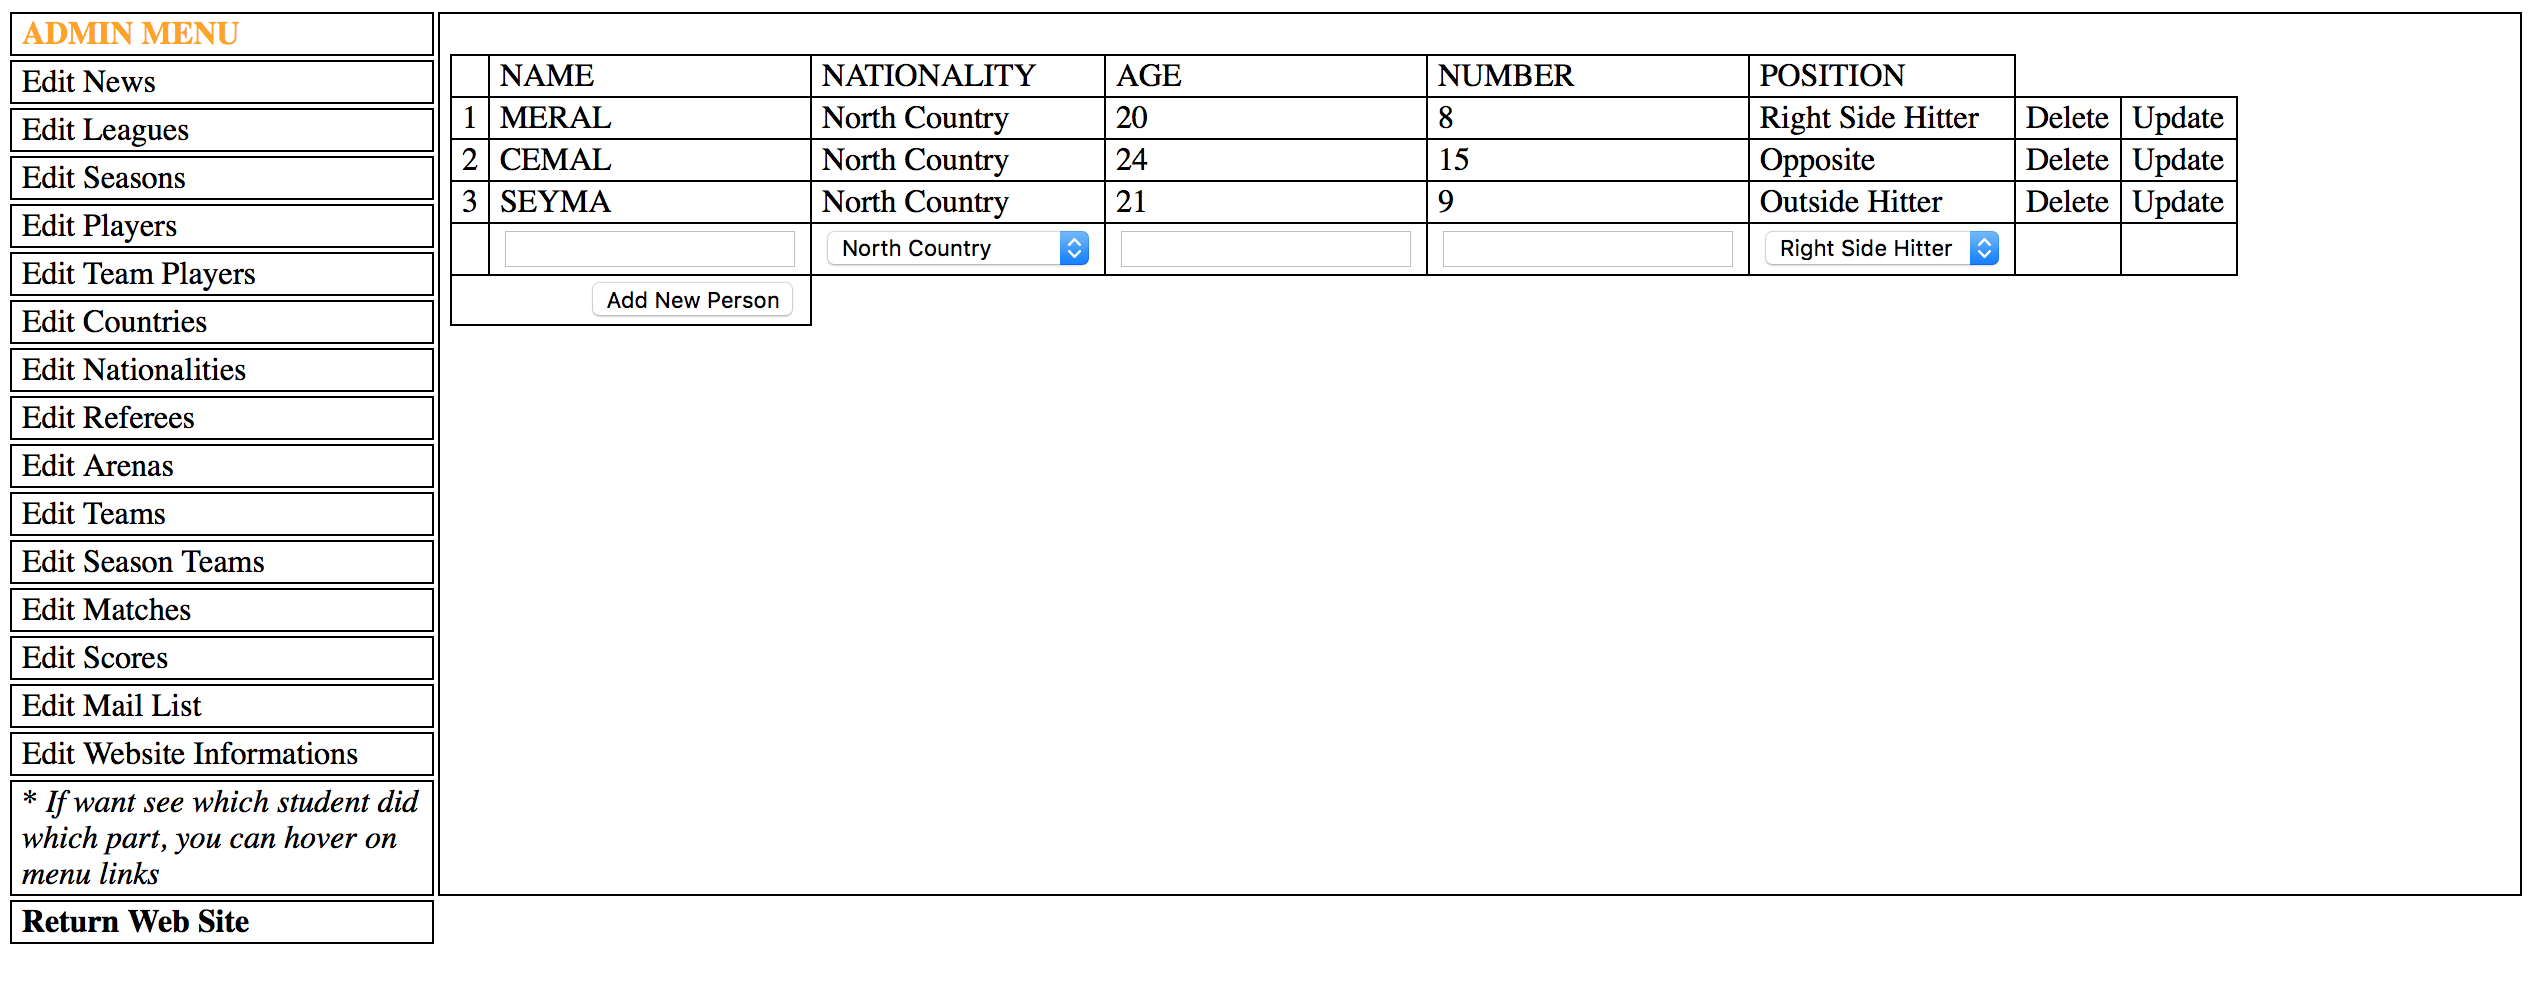 ADMIN MENU
Edit News
Edit Leagues
Edit Seasons
Edit Players
Edit Team Players
Edit Countries
Edit Nationalities
Edit Referees
Edit Arenas
Edit Teams
Edit Season Teams
Edit Matches
Edit Scores
Edit Mail List
Edit Website Informations
* If want see which student did
which part, you can hover on
menu links
Return Web Site
NAME NATIONALITY AGE NUMBER POSITION
1 MERAL North Country 20 8 Right Side Hitter Delete Update
2 CEMAL North Country 24 15 Opposite Delete Update
3 SEYMA North Country 21 9 Outside Hitter Delete Update
North Country Right Side Hitter
Add New Person